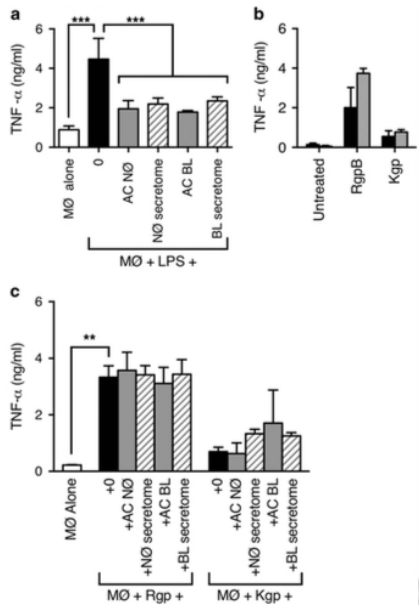 a
TNF -α (ng/ml)
6
4
2
0
***
***
MØ alone
0
AC NØ
NØ secretome
AC BL
BL secretome
MØ + LPS +
b
TNF -α (ng/ml)
6
4
2
0
Untreated
RgpB
Kgp
c
TNF-α (ng/ml)
6
4
2
0
**
MØ Alone
+0
+AC NØ
+NØ secretome
+AC BL
+BL secretome
+0
+AC NØ
+NØ secretome
+AC BL
+BL secretome
MØ + Rgp +
MØ + Kgp +